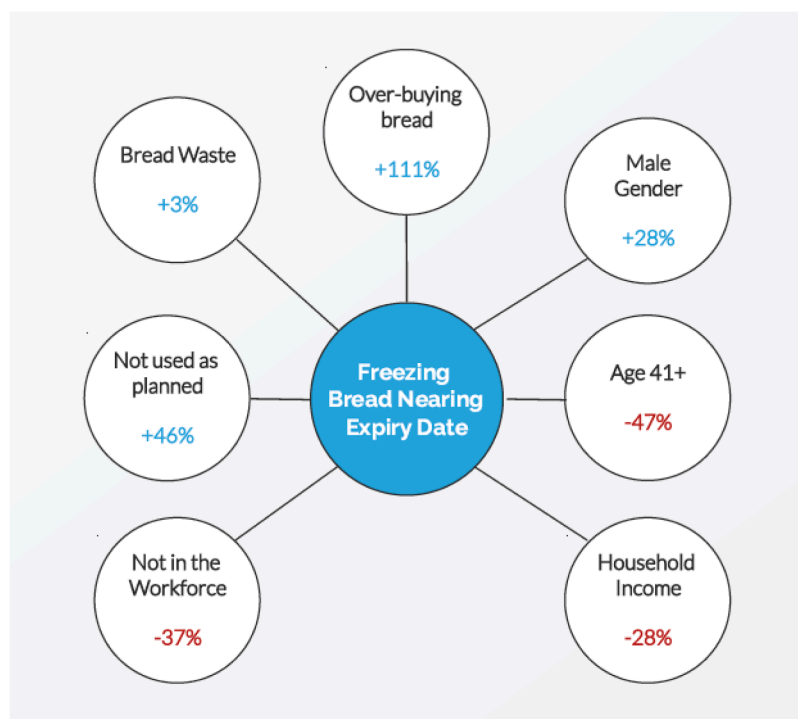 Over-buying
bread
+111%
Bread Waste
+3%
Male
Gender
+28%
Not used as
planned
+46%
Freezing
Bread Nearing
Expiry Date
Age 41+
-47%
Not in the
Workforce
-37%
Household
Income
-28%